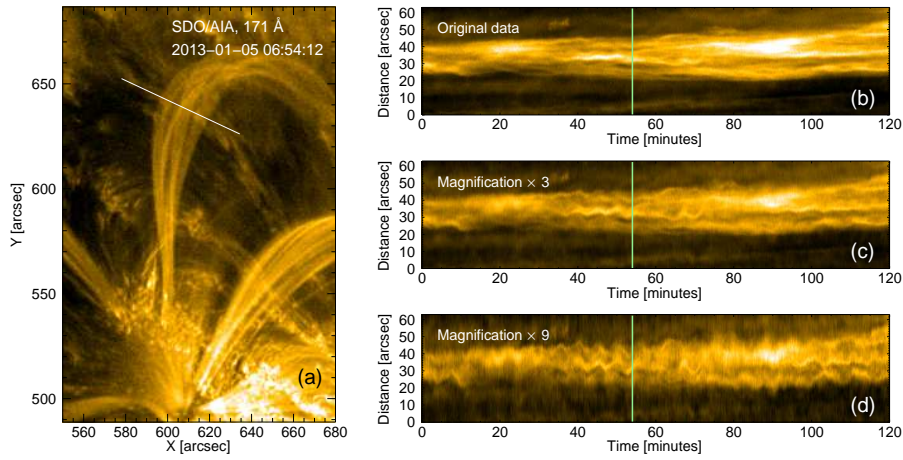 SDO/AIA, 171 Å
2013−01−05 06:54:12
650
600
550
500
Y [arcsec]
560 580 600 620 640 660 680
X [arcsec]
(a)
Original data
60
50
40
30
20
10
0
Distance [arcsec]
(b)
0 20 40 60 80 100 120
Time [minutes]
Magnification × 3
60
50
40
30
20
10
0
Distance [arcsec]
(c)
0 20 40 60 80 100 120
Time [minutes]
Magnification × 9
60
50
40
30
20
10
0
Distance [arcsec]
(d)
0 20 40 60 80 100 120
Time [minutes]